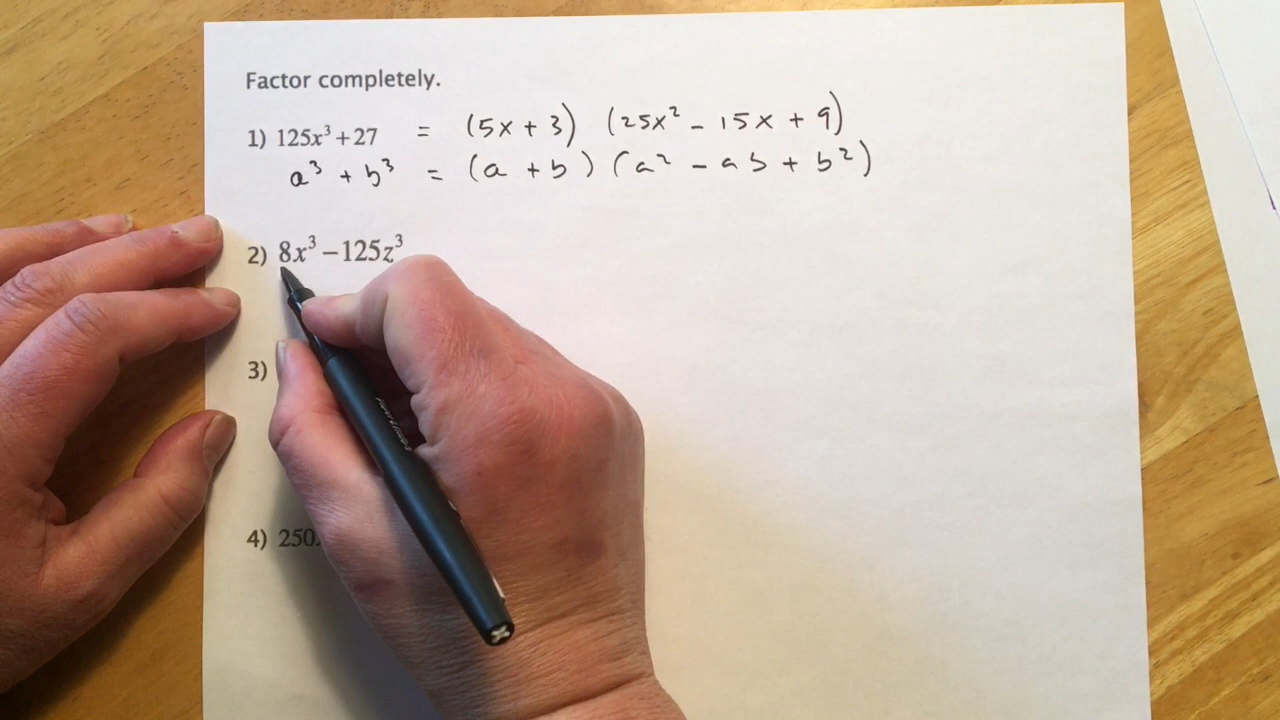 Factor completely.
1) 125x³+27 = (5x + 3) (25x² - 15x + 9)
a³ + b³ = (a + b) (a² - ab + b²)
2) 8x³ – 125z³
3)
4) 250